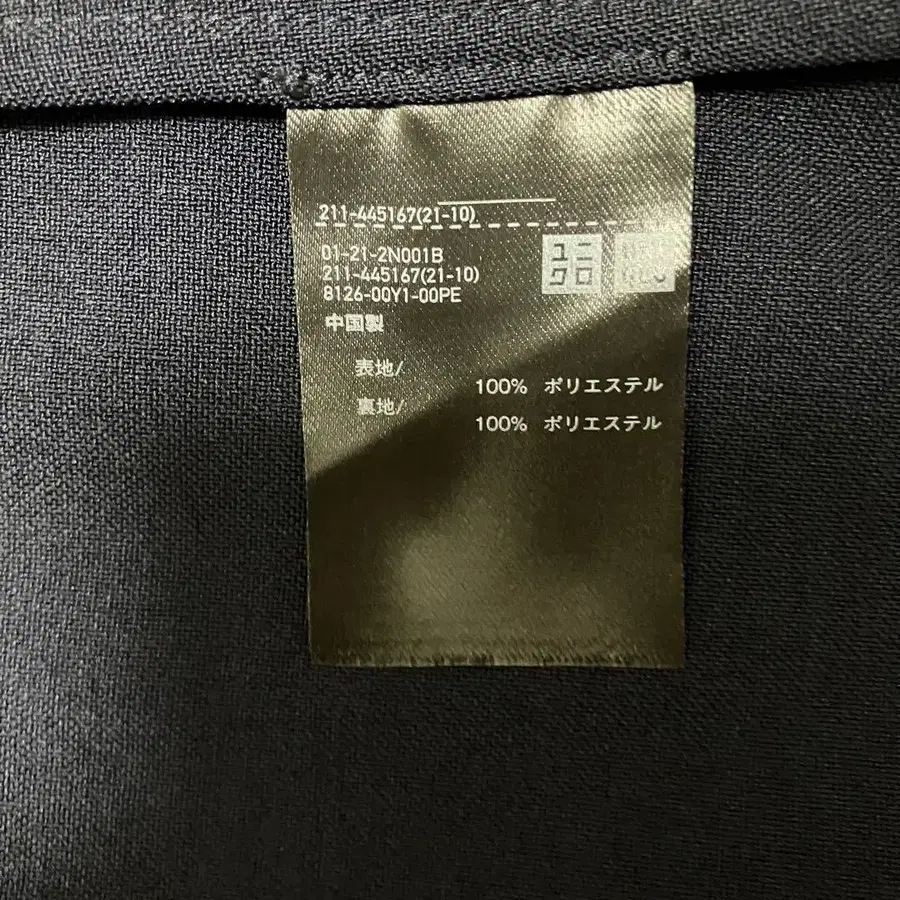 211-445167(21-10)
01-21-2N001B
211-445167(21-10)
8126-00Y1-00PE
ユニ
クロ
中国製
表地/
100% ポリエステル
裏地/
100% ポリエステル